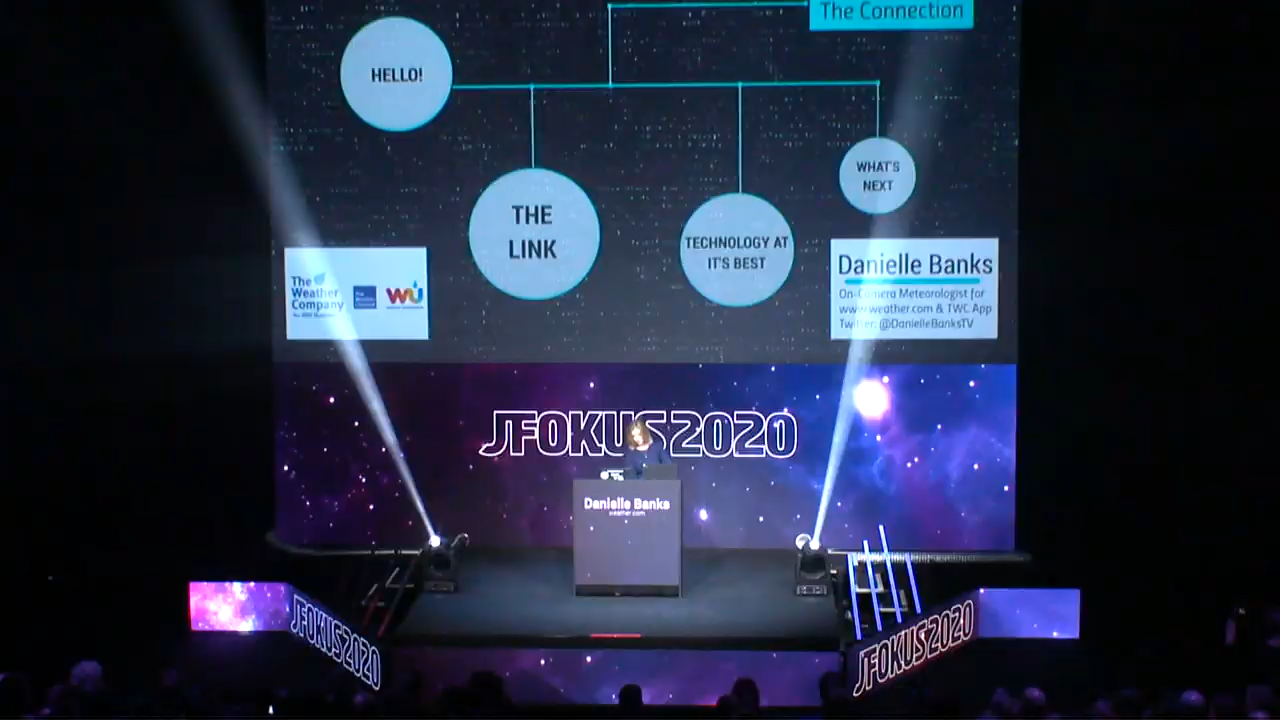 The Connection
HELLO!
WHAT'S
NEXT
THE
LINK
TECHNOLOGY AT
IT'S BEST
The
Weather
Company
WU
Danielle Banks
On-Camera Meteorologist for
www.weather.com & TWC App
Twitter: @DanielleBanksTV
JFOKUS2020
Danielle Banks
weather.com
JFOKUS2020
JFOKUS2020